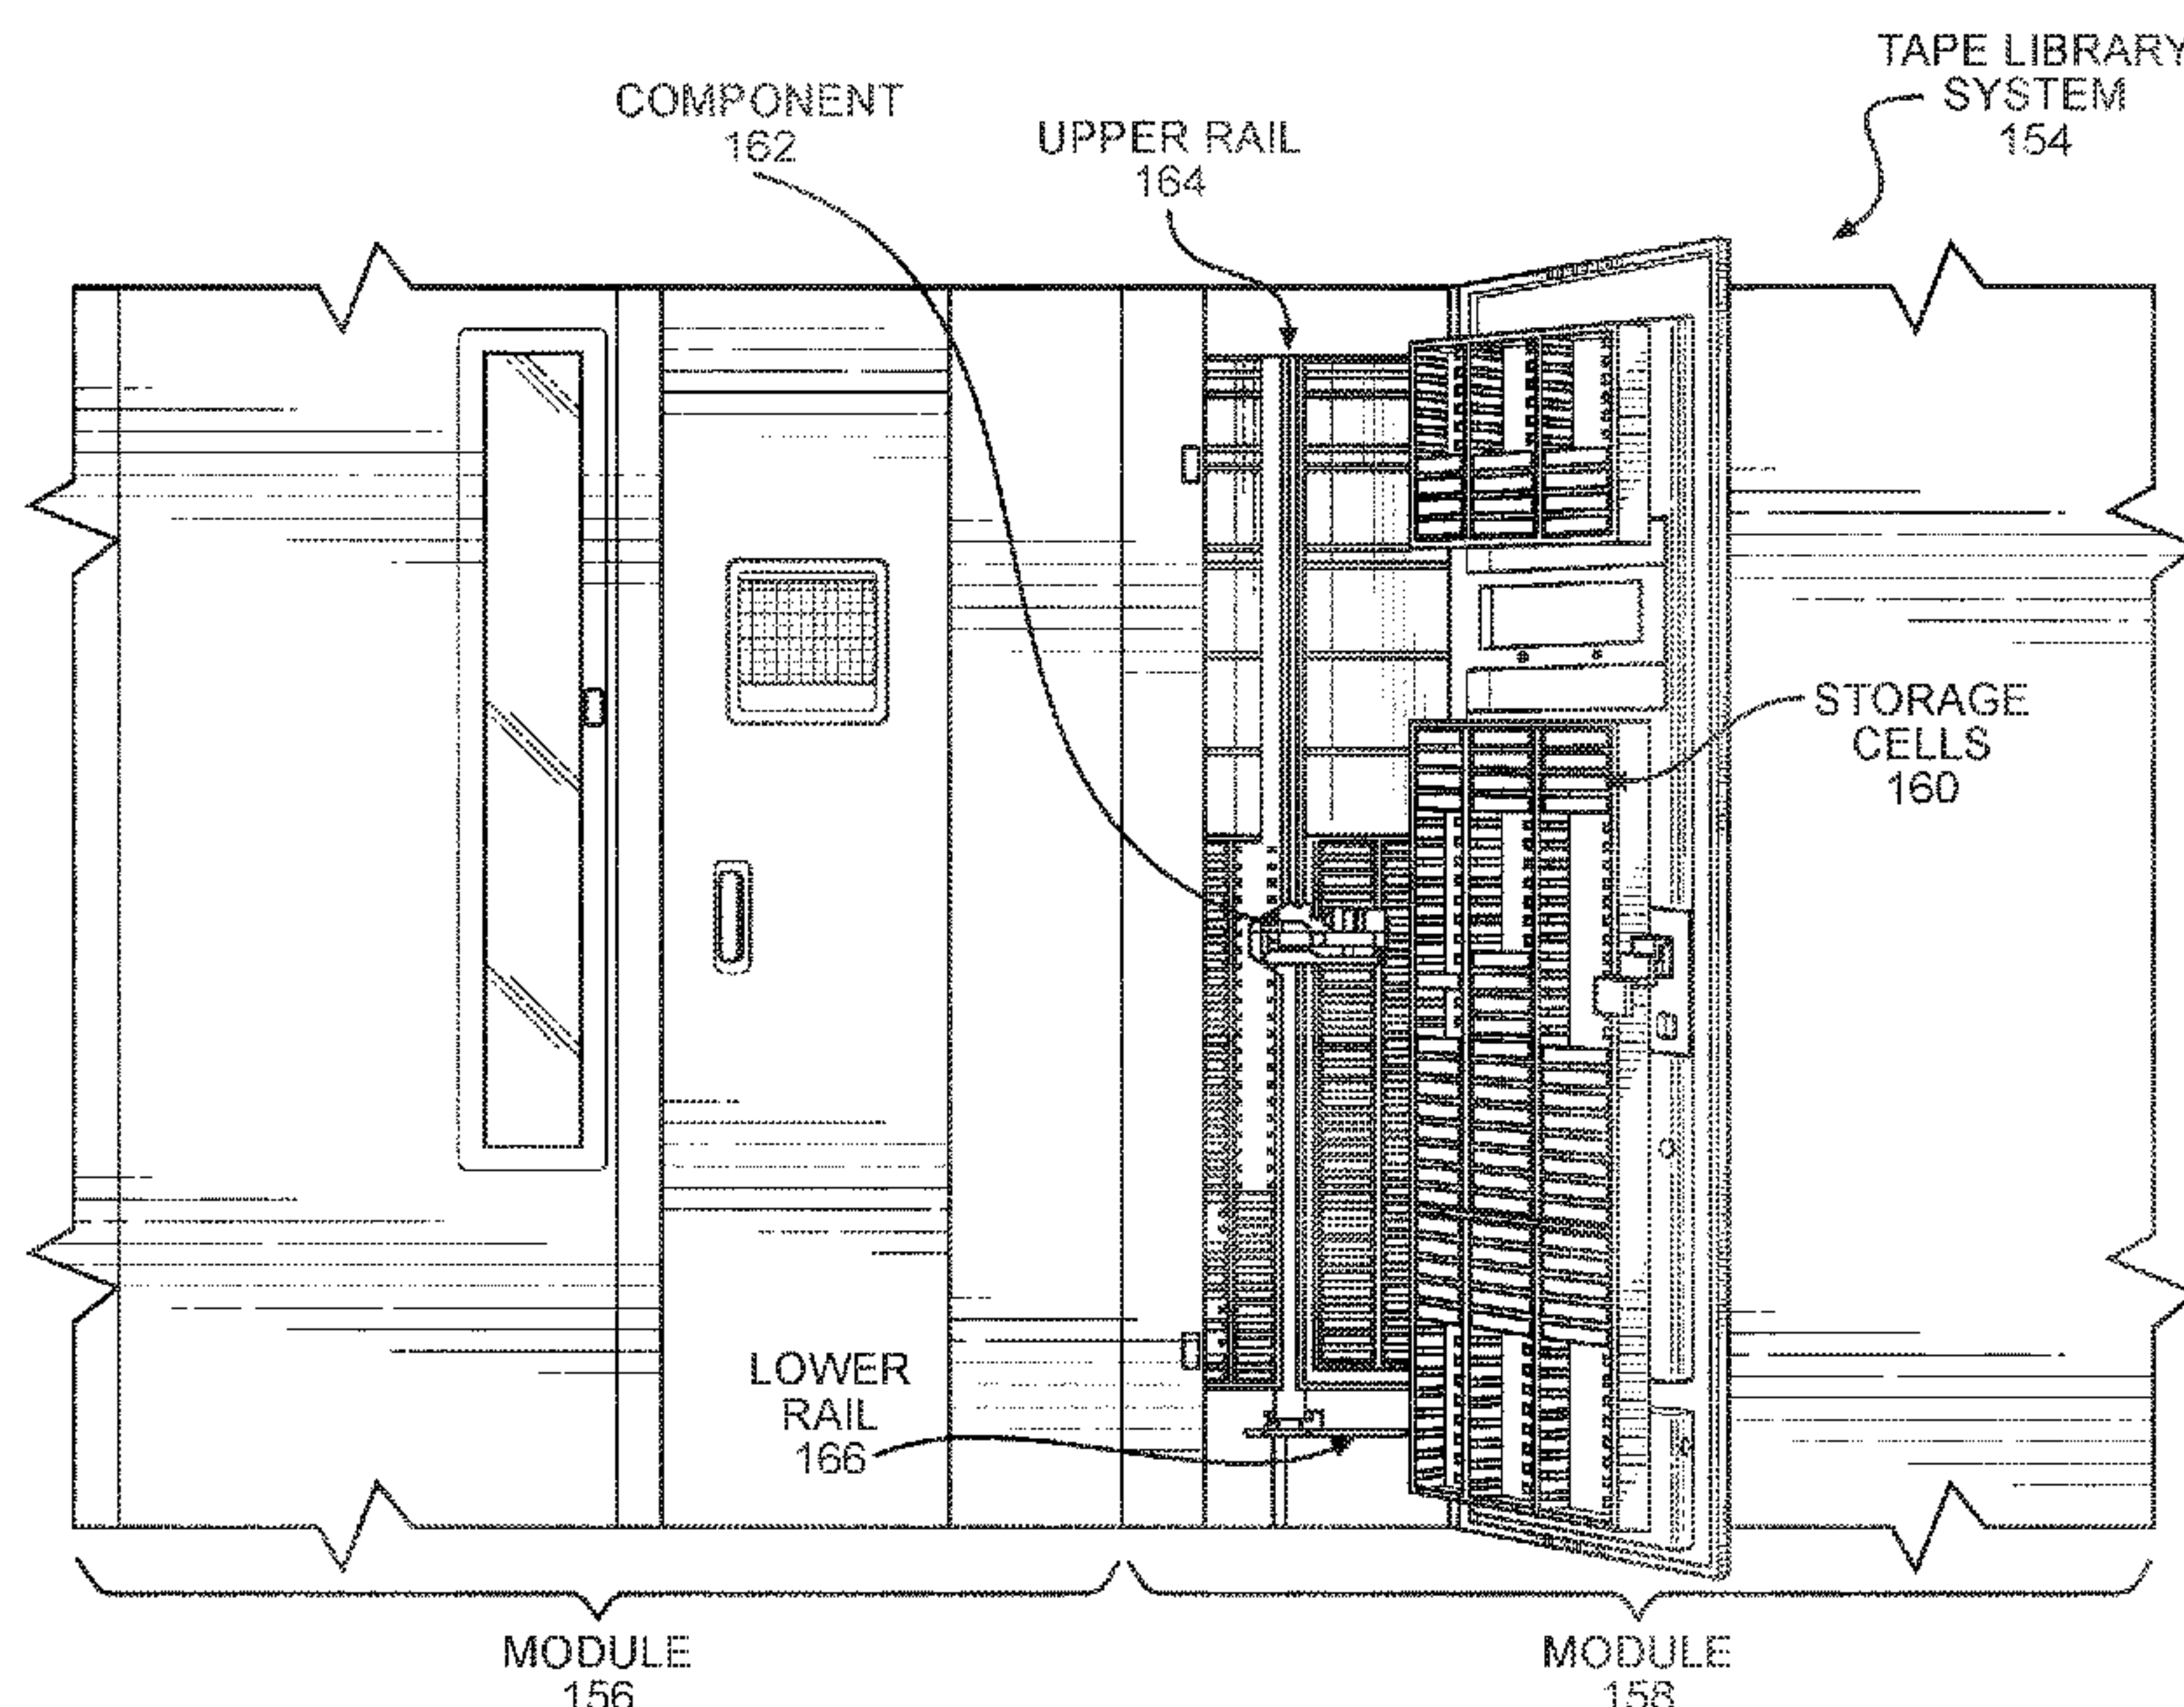 TAPE LIBRARY
SYSTEM
154
COMPONENT
162
UPPER RAIL
164
STORAGE
CELLS
160
LOWER
RAIL
166
MODULE
156
MODULE
158